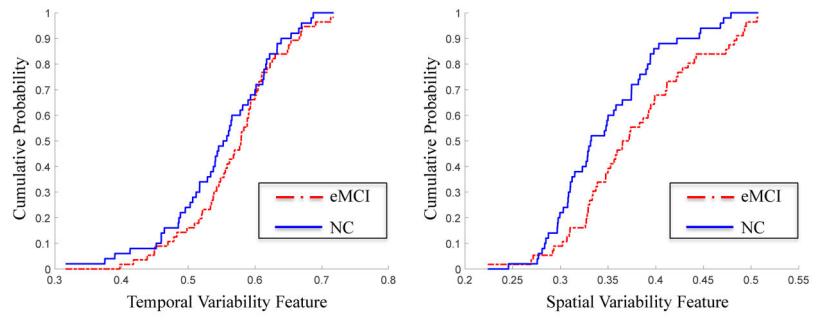 Cumulative Probability
1
0.9
0.8
0.7
0.6
0.5
0.4
0.3
0.2
0.1
0
0.3 0.4 0.5 0.6 0.7 0.8
Temporal Variability Feature
eMCI
NC
Cumulative Probability
1
0.9
0.8
0.7
0.6
0.5
0.4
0.3
0.2
0.1
0
0.2 0.25 0.3 0.35 0.4 0.45 0.5 0.55
Spatial Variability Feature
eMCI
NC